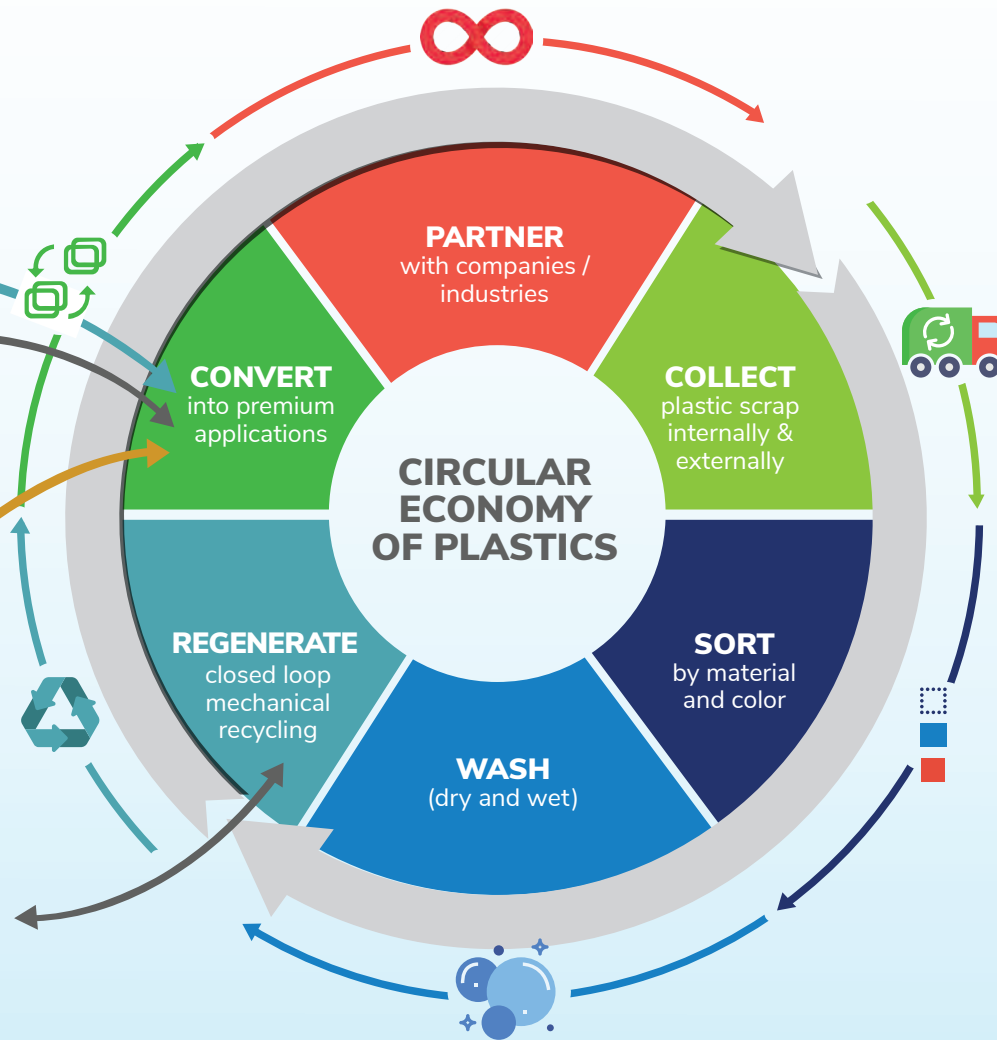 PARTNER
with companies /
industries
COLLECT
plastic scrap
internally &
externally
SORT
by material
and color
WASH
(dry and wet)
REGENERATE
closed loop
mechanical
recycling
CONVERT
into premium
applications
CIRCULAR
ECONOMY
OF PLASTICS